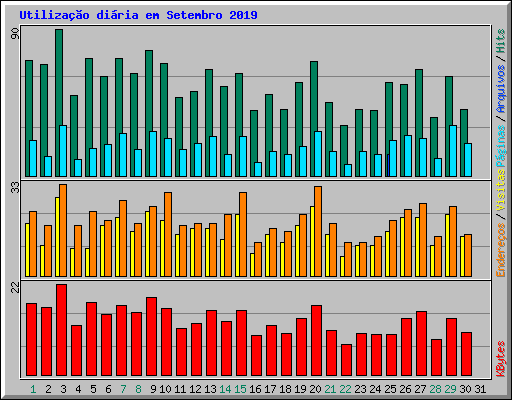 Utilização diária em Setembro 2019
90
33
22
Endereços / Visitas Páginas / Arquivos / Hits
KBytes
1 2 3 4 5 6 7 8 9 10 11 12 13 14 15 16 17 18 19 20 21 22 23 24 25 26 27 28 29 30 31